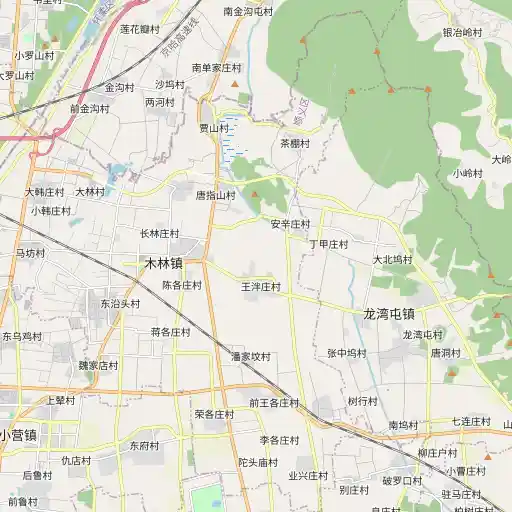 南金沟屯村
莲花瓣村
银冶岭村
小罗山村
京哈高速线
大罗山村
南单家庄村
金沟村
沙坞村
前金沟村
两河村
贾山村
茶棚村
大岭
小岭村
大韩庄村
大林村
唐指山村
小韩庄村
安辛庄村
长林庄村
丁甲庄村
马坊村
木林镇
大北坞村
陈各庄村
王泮庄村
东沿头村
龙湾屯镇
蒋各庄村
东乌鸡村
龙湾屯村
潘家坟村
张中坞村
唐洞村
魏家店村
上辇村
前王各庄村
树行村
荣各庄村
七连庄村
山
南坞村
小营镇
李各庄村
东府村
柳庄户村
仇店村
陀头庙村
小曹庄村
后鲁村
业兴庄村
破罗口村
别庄村
驻马庄村
前鲁村